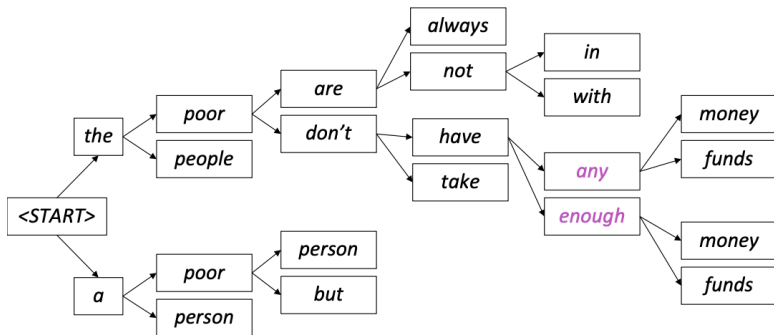 always
in
are
not
poor
with
the
don't
have
money
people
take
any
funds
<START>
enough
person
money
poor
a
but
funds
person